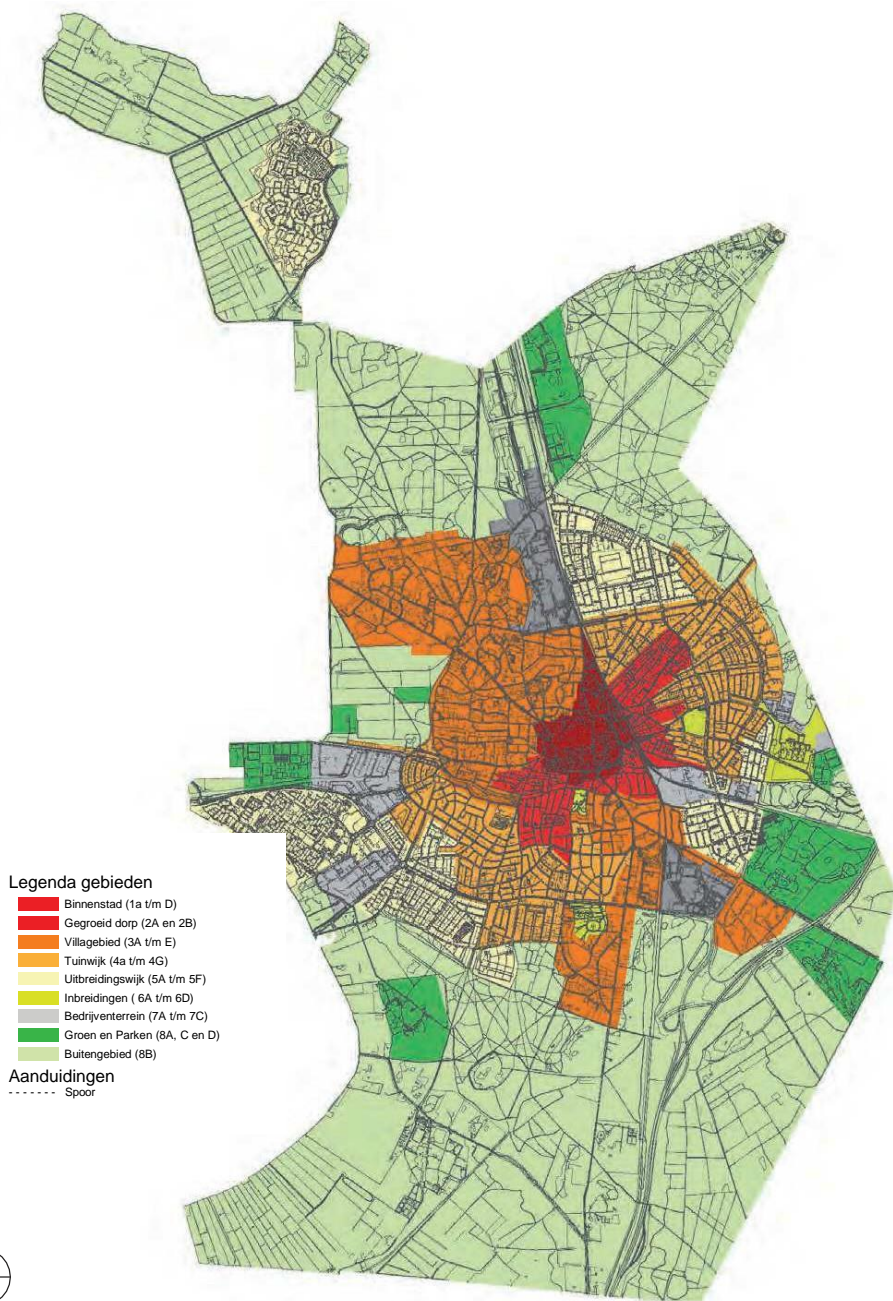 Legenda gebieden
Binnenstad (1a t/m D)
Gegroeid dorp (2A en 2B)
Villagebied (3A t/m E)
Tuinwijk (4a t/m 4G)
Uitbreidingswijk (5A t/m 5F)
Inbreidingen ( 6A t/m 6D)
Bedrijventerrein (7A t/m 7C)
Groen en Parken (8A, C en D)
Buitengebied (8B)
Aanduidingen
Spoor